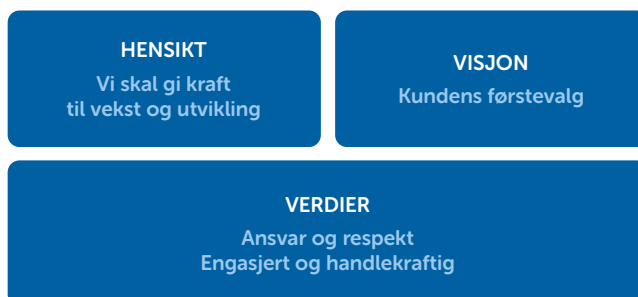 HENSIKT
Vi skal gi kraft
til vekst og utvikling
VISJON
Kundens førstevalg
VERDIER
Ansvar og respekt
Engasjert og handlekraftig